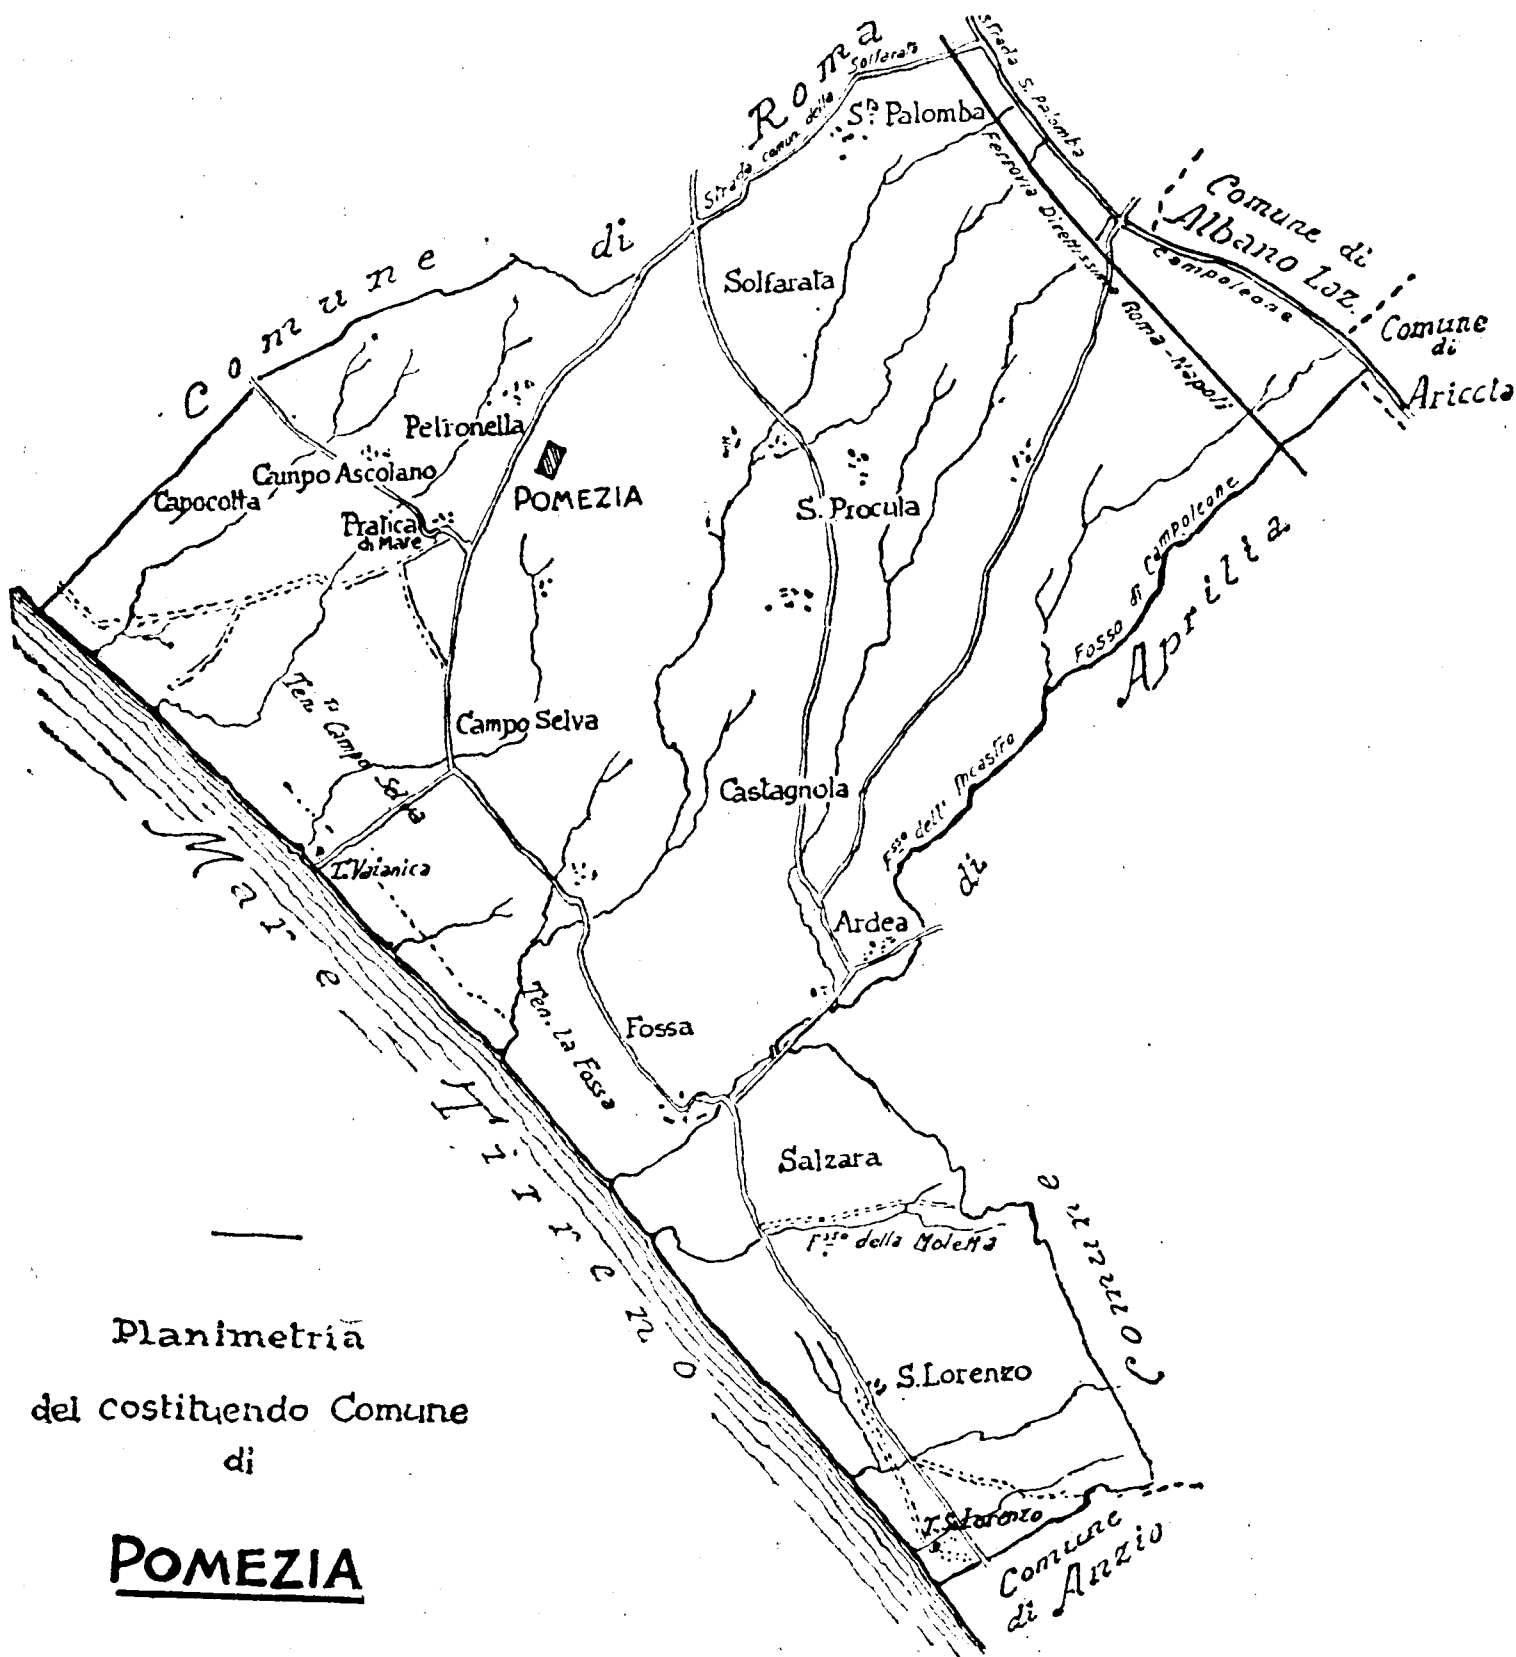 Comune di Roma
Strada S. Palomba
Strada comun. della Solfarata
Sª. Palomba
Ferrovia Direttissima Roma-Napoli
Comune di
Albano Laz.
Campoleone
Comune
di
Ariccia
Solfarata
Petronella
Campo Ascolano
Capocotta
POMEZIA
Pratica
di Mare
S. Procula
Fosso di Campoleone
Comune di Aprilia
Ten.ta Campo Selva
Campo Selva
Castagnola
Fsso dell' Incastro
T. Vaianica
Ardea
Mare Tirreno
Ten. La Fossa
Fossa
Salzara
Fsso della Moletta
S. Lorenzo
T. S. Lorenzo
Comune
di Anzio
Planimetria
del costituendo Comune
di
POMEZIA